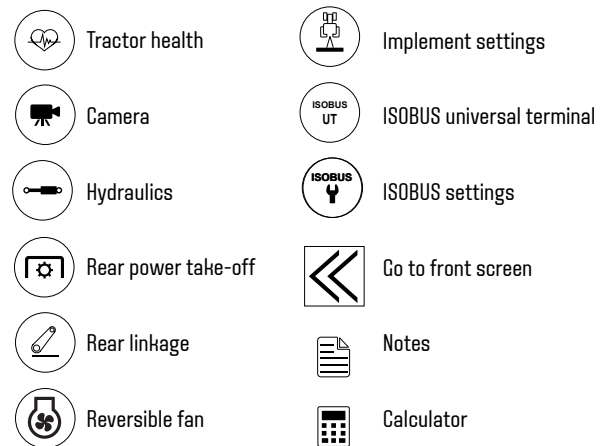 Tractor health
Camera
Hydraulics
Rear power take-off
Rear linkage
Reversible fan
Implement settings
ISOBUS
UT
ISOBUS universal terminal
ISOBUS
ISOBUS settings
Go to front screen
Notes
Calculator